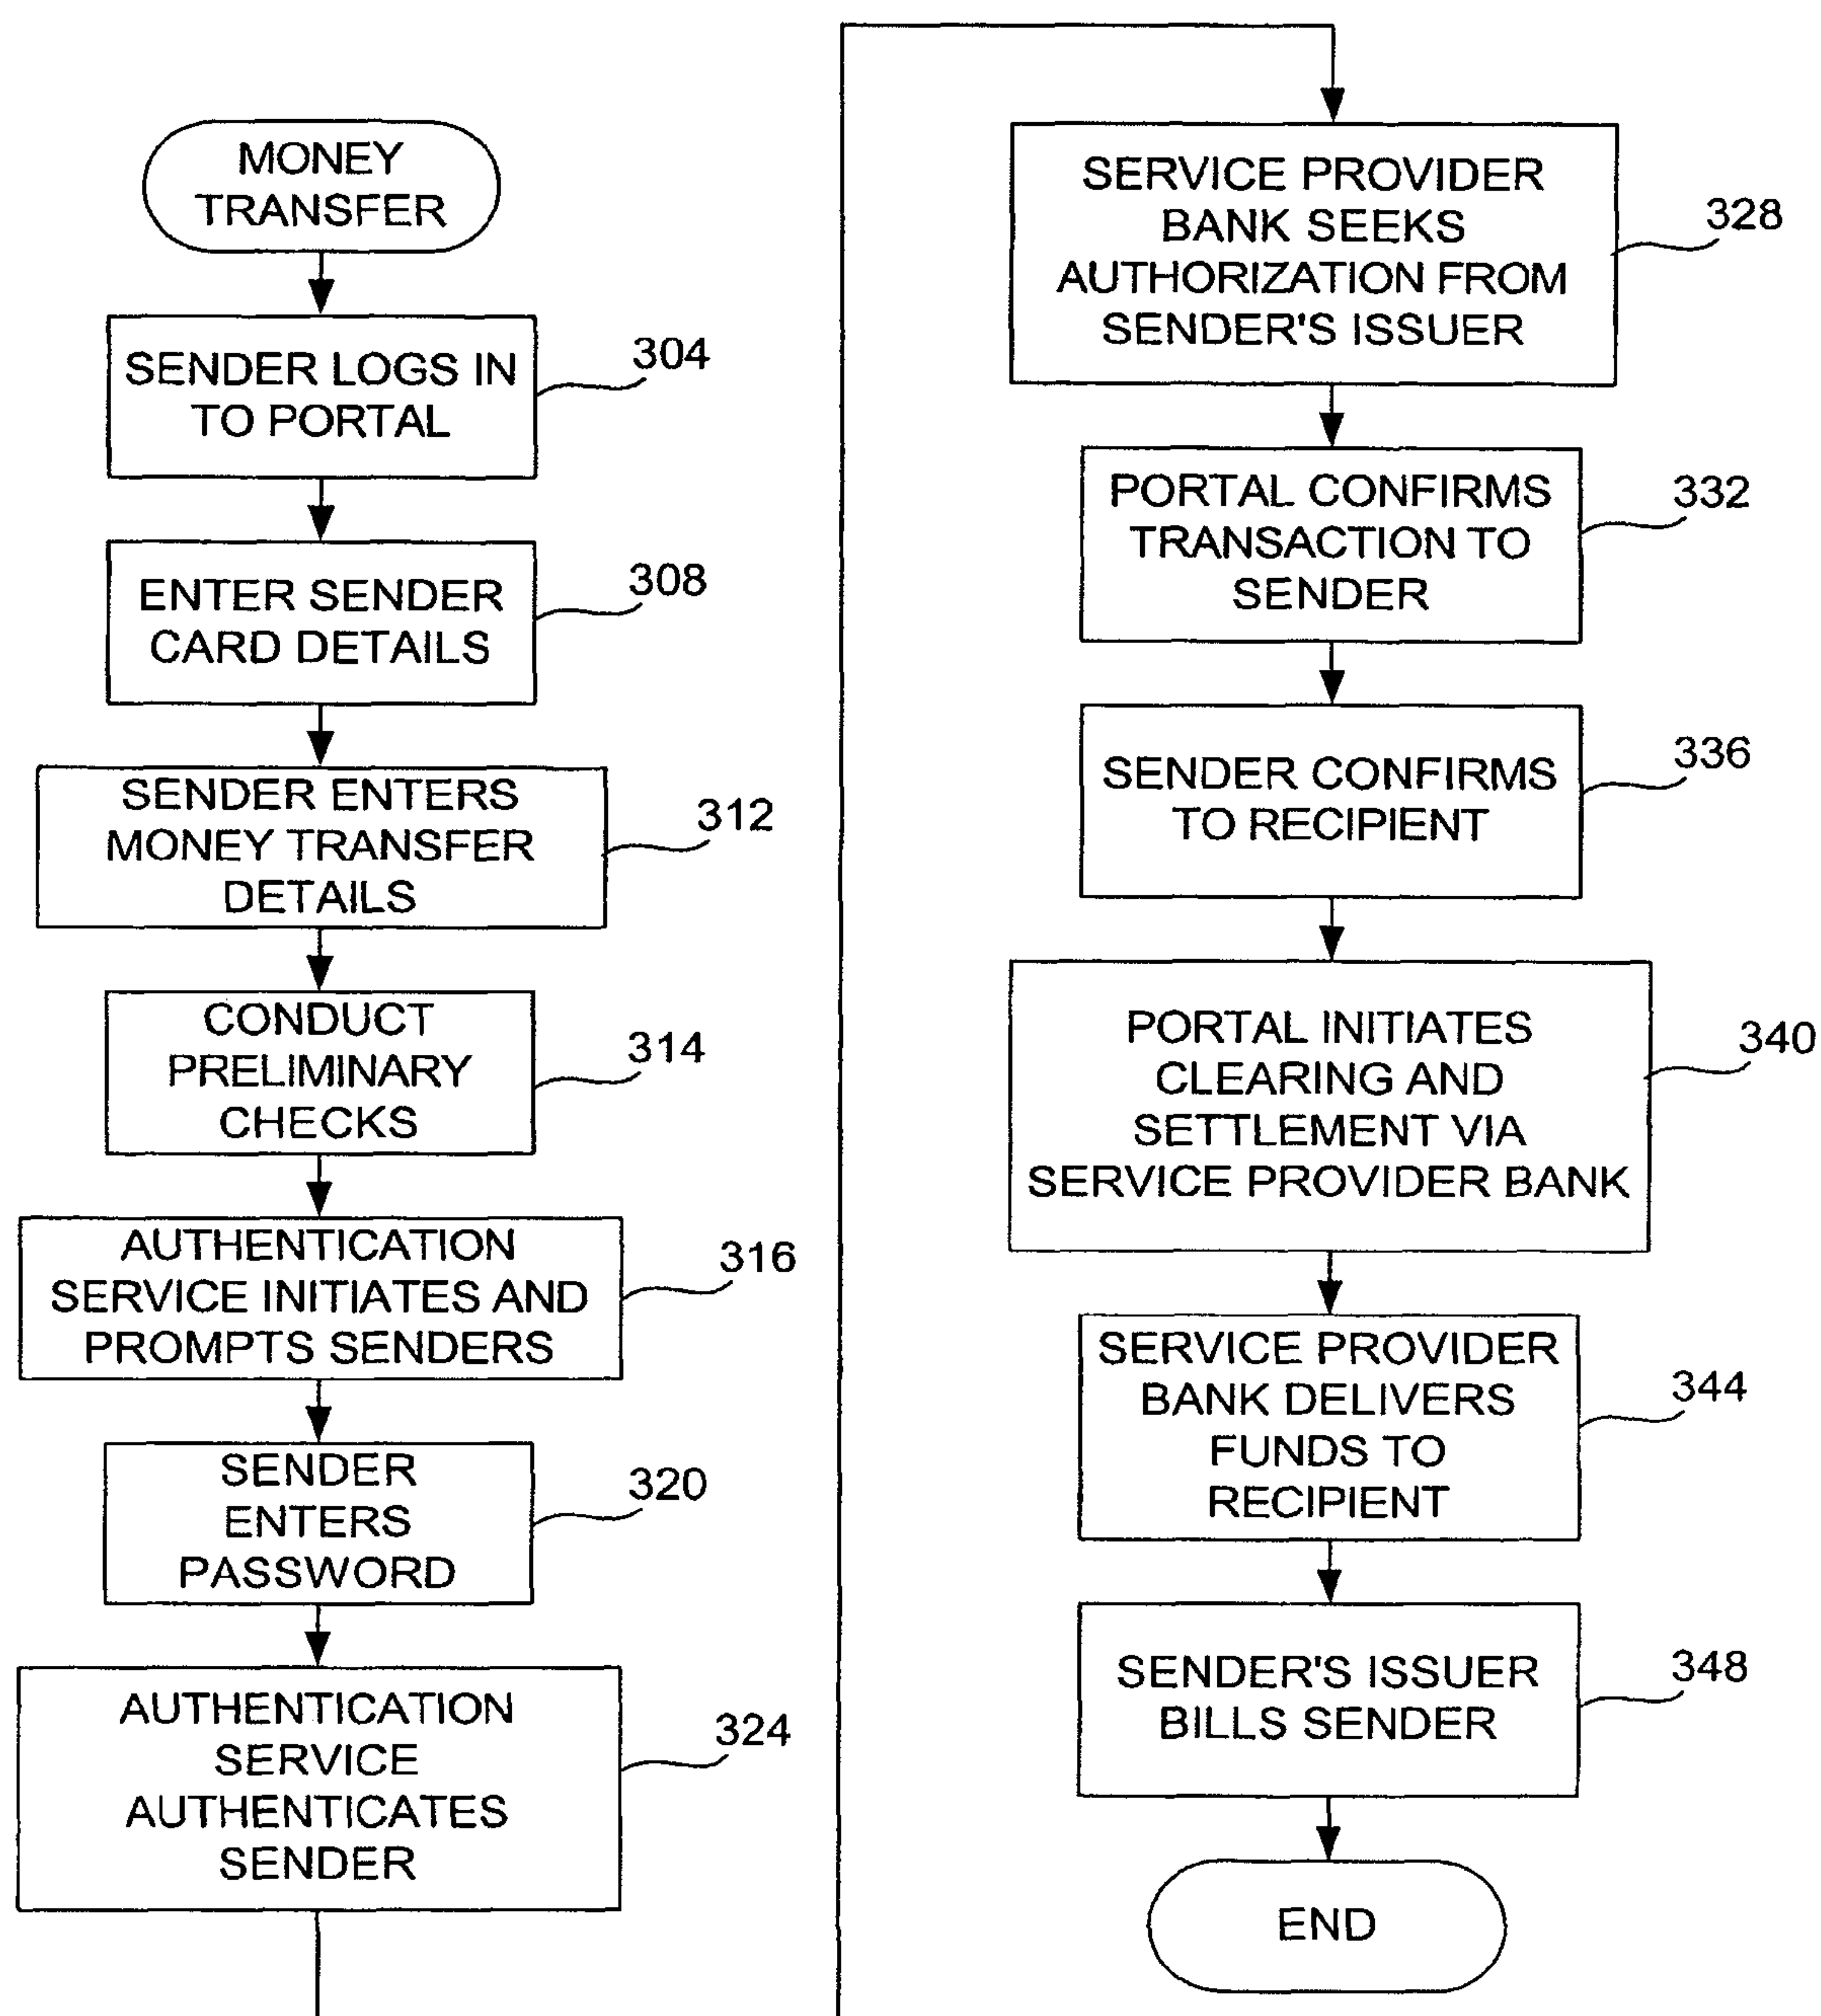 MONEY
TRANSFER
SENDER LOGS IN
TO PORTAL
304
ENTER SENDER
CARD DETAILS
308
SENDER ENTERS
MONEY TRANSFER
DETAILS
312
CONDUCT
PRELIMINARY
CHECKS
314
AUTHENTICATION
SERVICE INITIATES AND
PROMPTS SENDERS
316
SENDER
ENTERS
PASSWORD
320
AUTHENTICATION
SERVICE
AUTHENTICATES
SENDER
324
SERVICE PROVIDER
BANK SEEKS
AUTHORIZATION FROM
SENDER'S ISSUER
328
PORTAL CONFIRMS
TRANSACTION TO
SENDER
332
SENDER CONFIRMS
TO RECIPIENT
336
PORTAL INITIATES
CLEARING AND
SETTLEMENT VIA
SERVICE PROVIDER BANK
340
SERVICE PROVIDER
BANK DELIVERS
FUNDS TO
RECIPIENT
344
SENDER'S ISSUER
BILLS SENDER
348
END